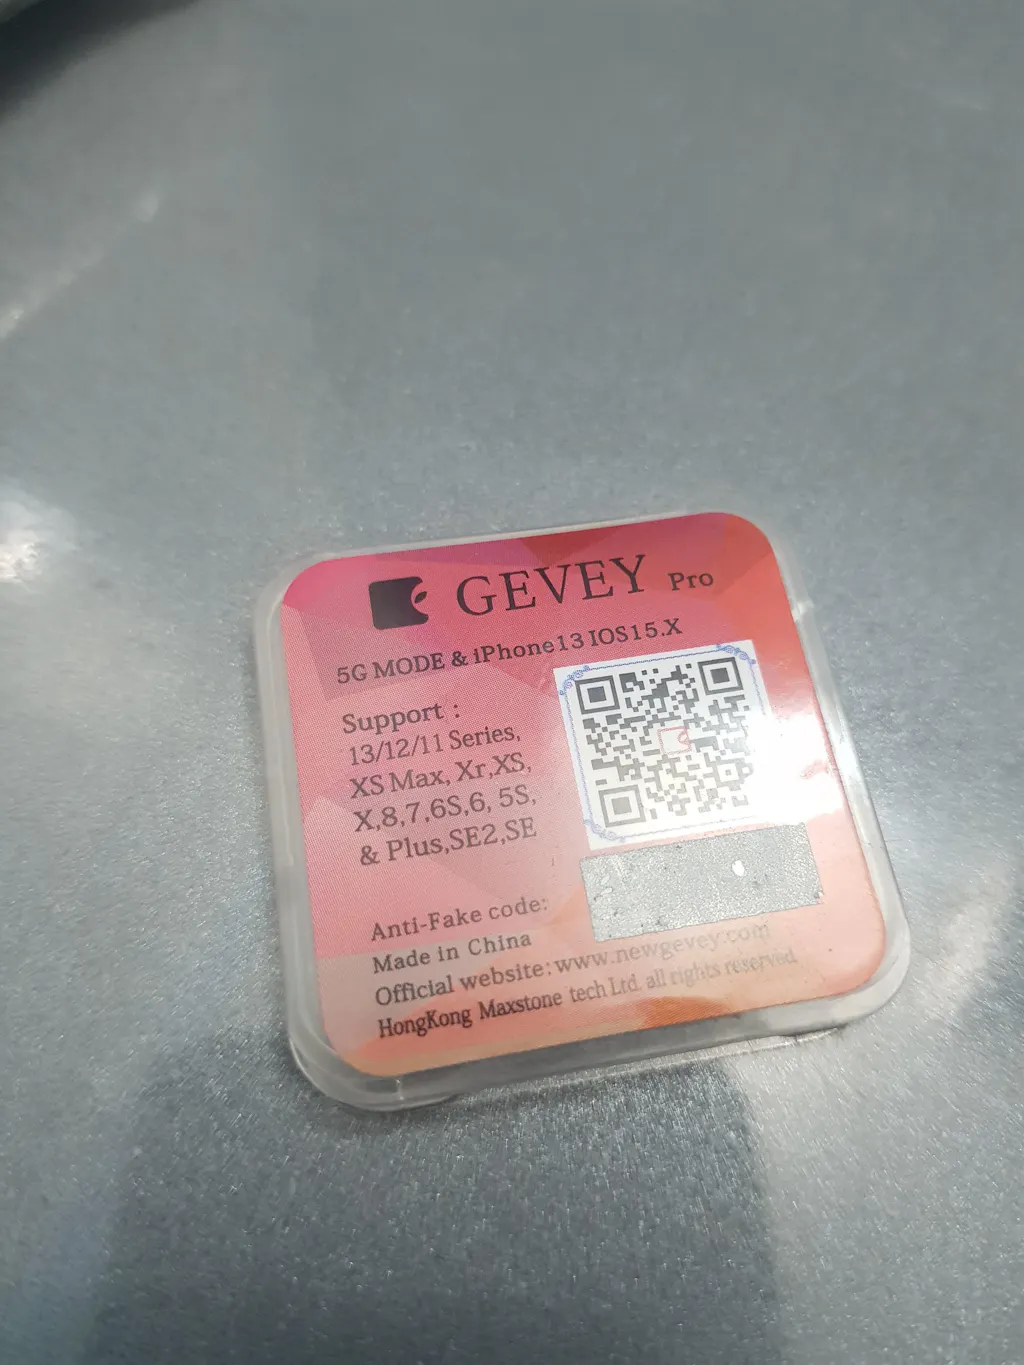 GEVEY Pro
5G MODE & iPhone13 IOS15.X
Support :
13/12/11 Series,
XS Max, Xr,XS,
X,8,7,6S,6, 5S,
& Plus,SE2,SE
Anti-Fake code:
Made in China
Official website:www.newgevey.com
HongKong Maxstone tech Ltd. all rights reserved